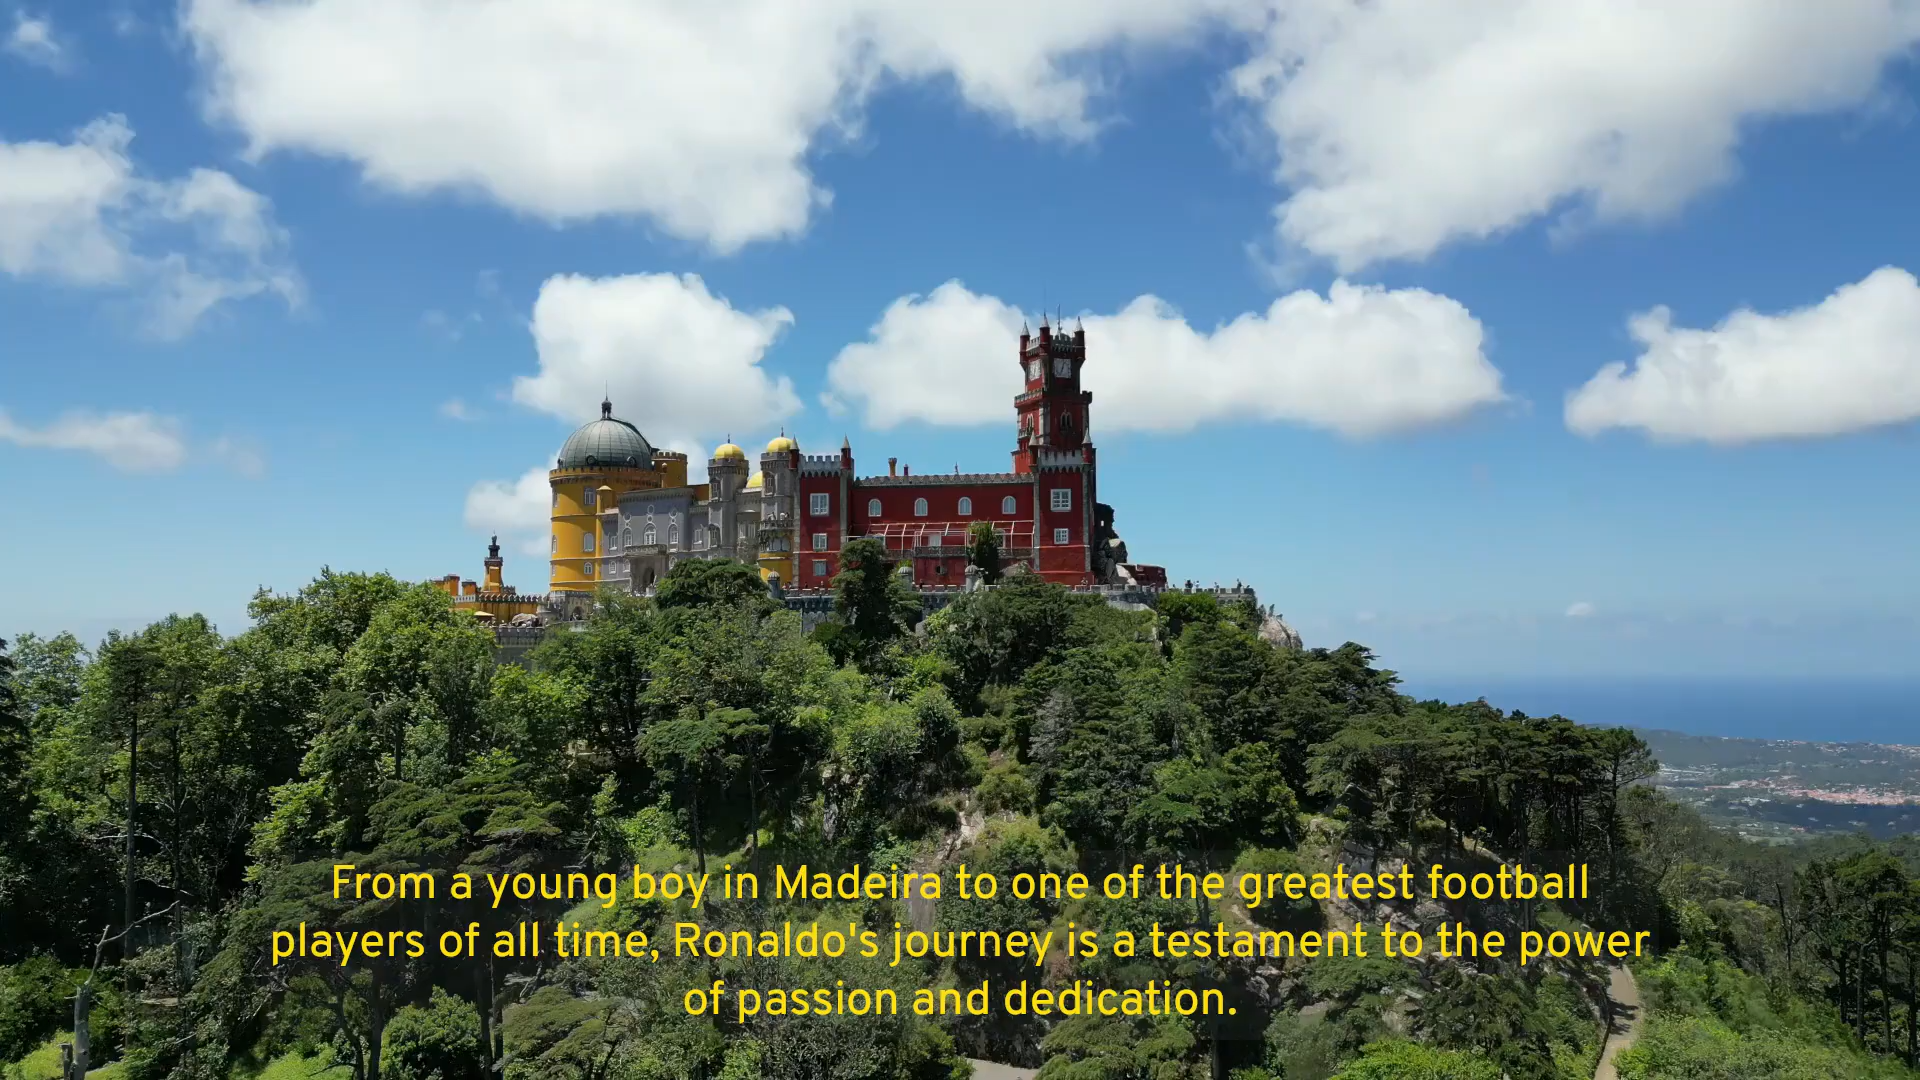 From a young boy in Madeira to one of the greatest football
players of all time, Ronaldo's journey is a testament to the power
of passion and dedication.